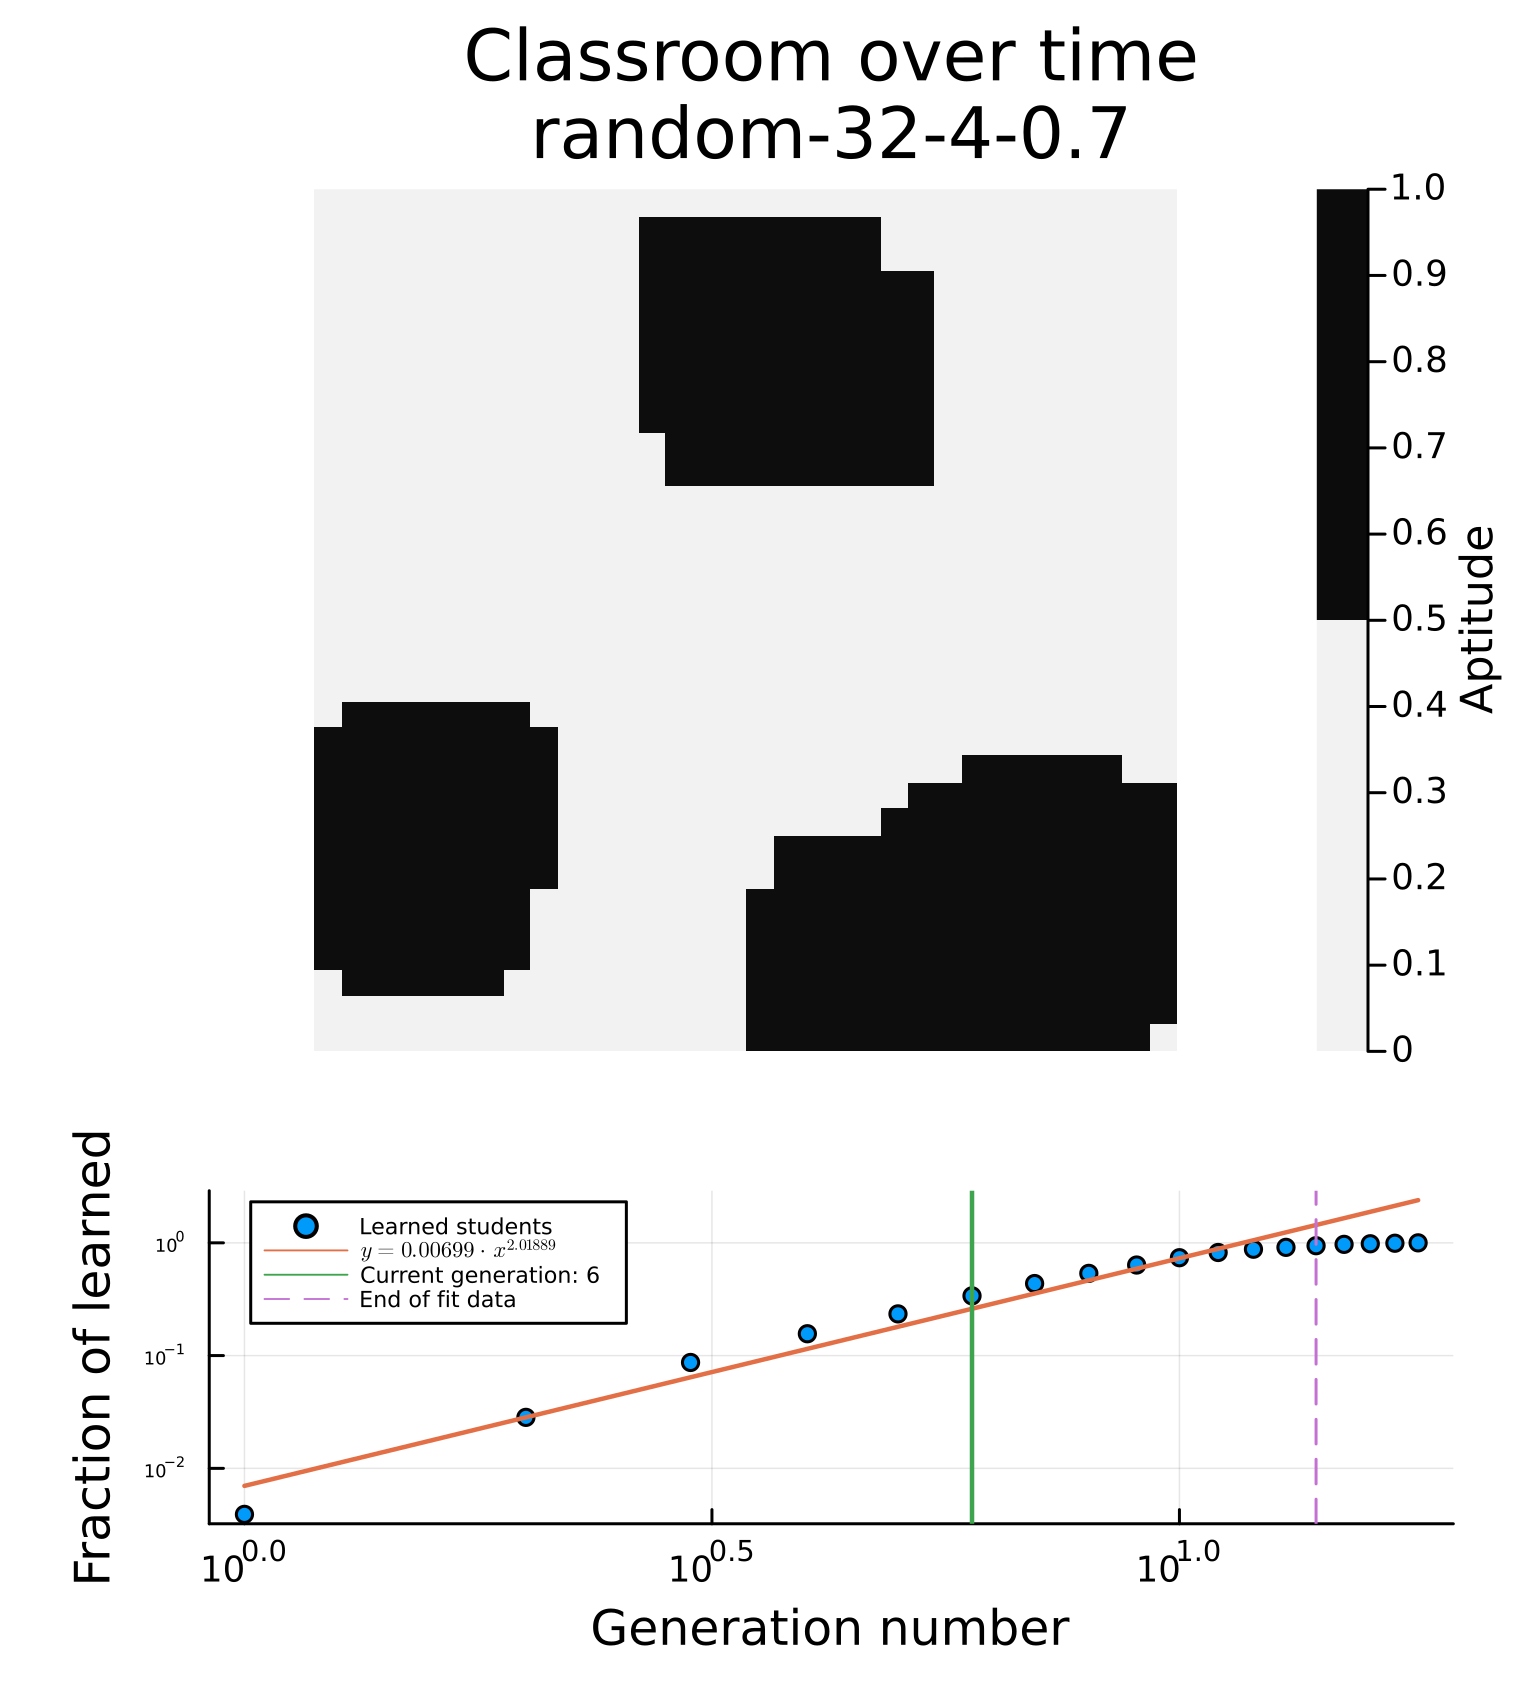 Classroom over time
random-32-4-0.7
1.0
0.9
0.8
0.7
0.6
0.5
0.4
0.3
0.2
0.1
0
Aptitude
Fraction of learned
10⁰
10⁻¹
10⁻²
Learned students
y = 0.00699 · x^2.01889
Current generation: 6
End of fit data
10^0.0
10^0.5
10^1.0
Generation number